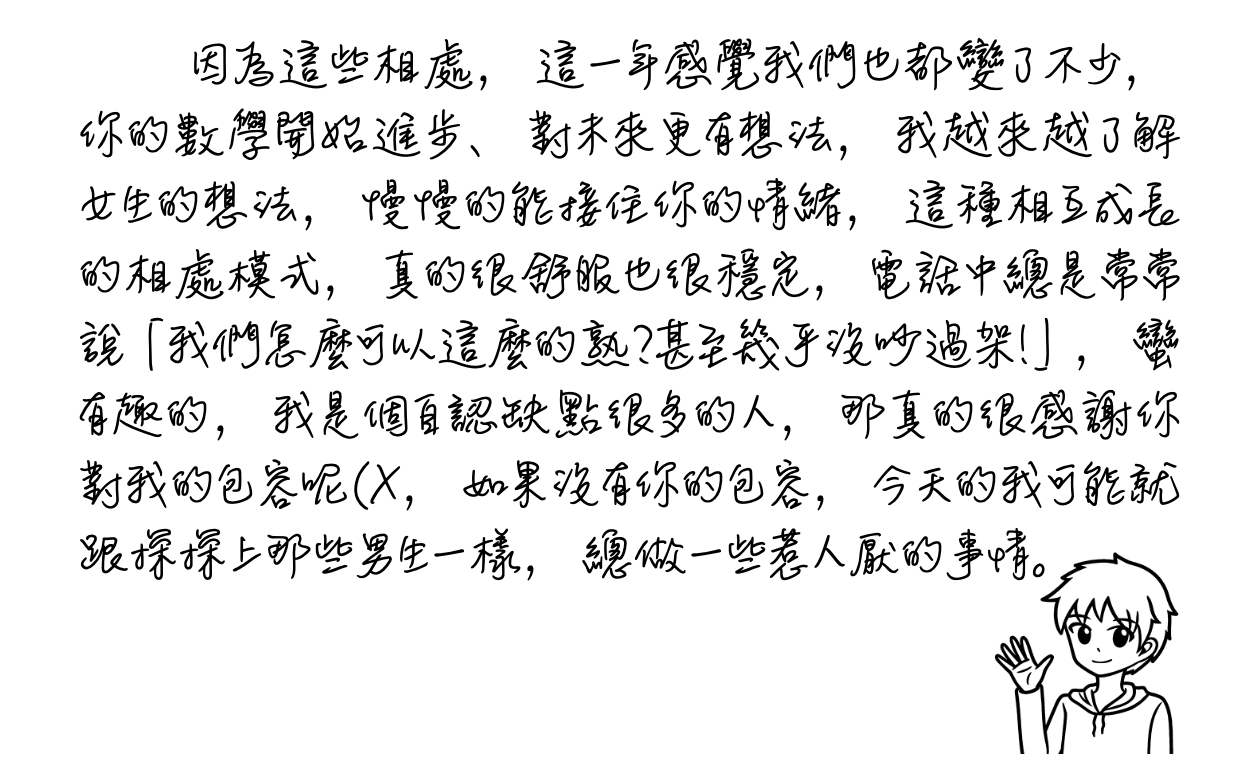 因為這些相處，這一年感覺我們也都變了不少，
你的數學開始進步、對未來更有想法，我越來越了解
女生的想法，慢慢的能接住你的情緒，這種相互成長
的相處模式，真的很舒服也很穩定，電話中總是常常
說「我們怎麼可以這麼的熟?甚至幾乎沒吵過架!」，蠻
有趣的，我是個自認缺點很多的人，那真的很感謝你
對我的包容呢(X，如果沒有你的包容，今天的我可能就
跟探探上那些男生一樣，總做一些惹人厭的事情。